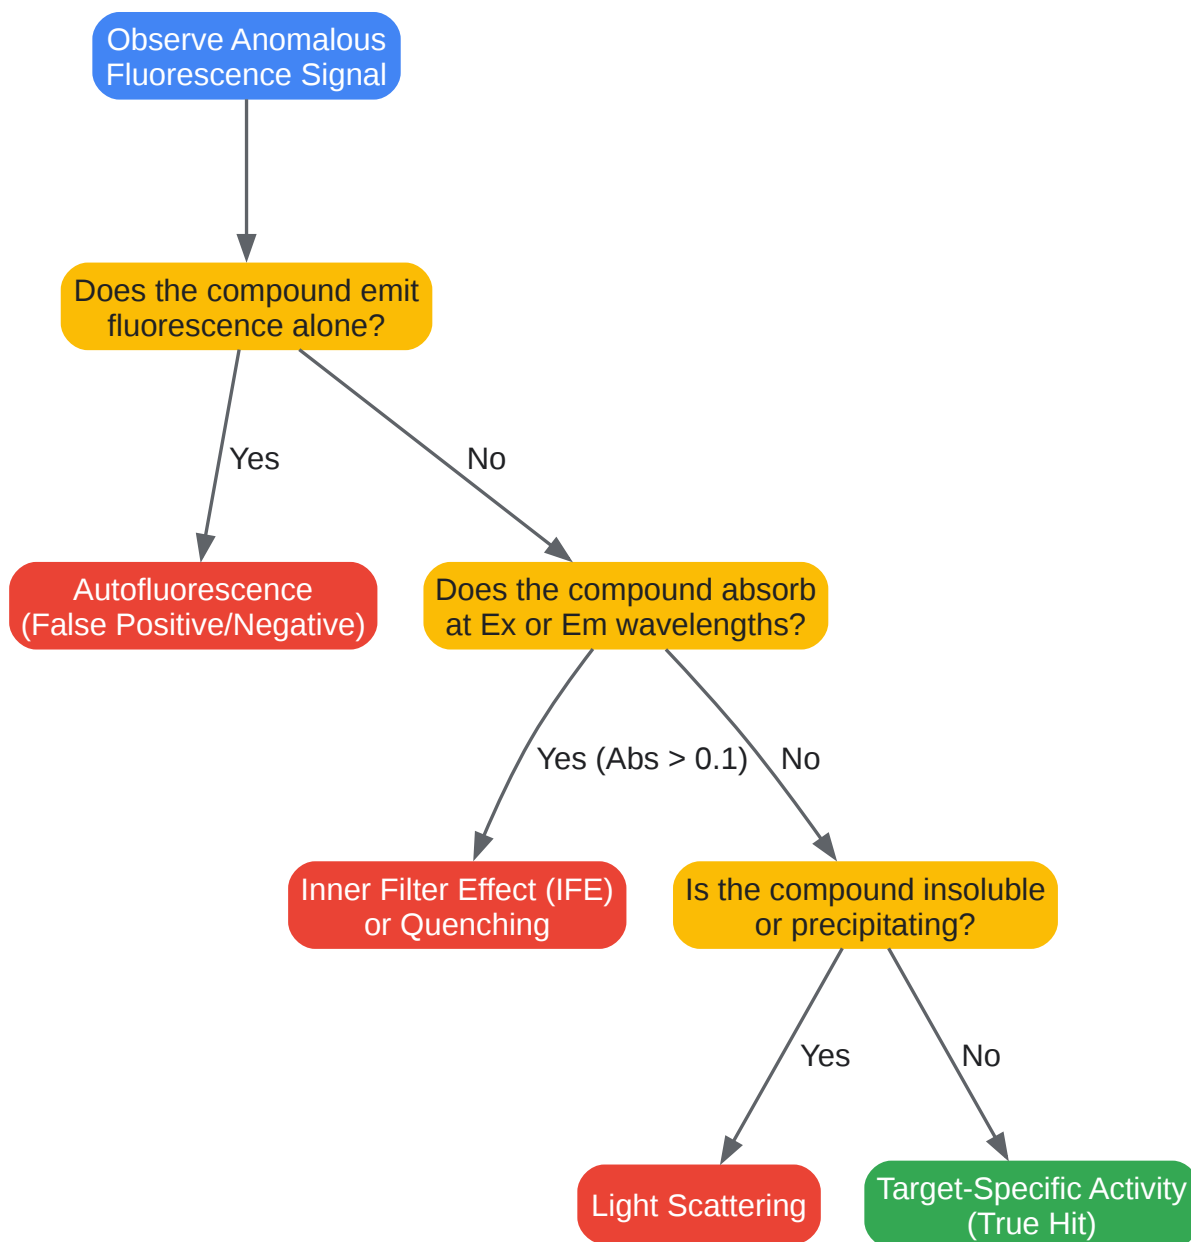 Observe Anomalous
Fluorescence Signal
Does the compound emit
fluorescence alone?
Yes
No
Autofluorescence
(False Positive/Negative)
Does the compound absorb
at Ex or Em wavelengths?
Yes (Abs > 0.1)
No
Inner Filter Effect (IFE)
or Quenching
Is the compound insoluble
or precipitating?
Yes
No
Light Scattering
Target-Specific Activity
(True Hit)